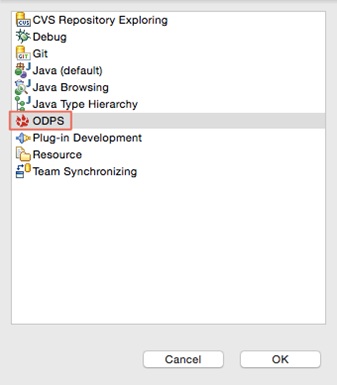 CVS Repository Exploring
Debug
Git
Java (default)
Java Browsing
Java Type Hierarchy
ODPS
Plug-in Development
Resource
Team Synchronizing
Cancel
OK